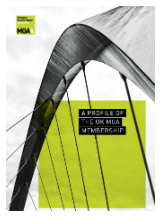 MGA
A PROFILE OF
THE UK MGA
MEMBERSHIP